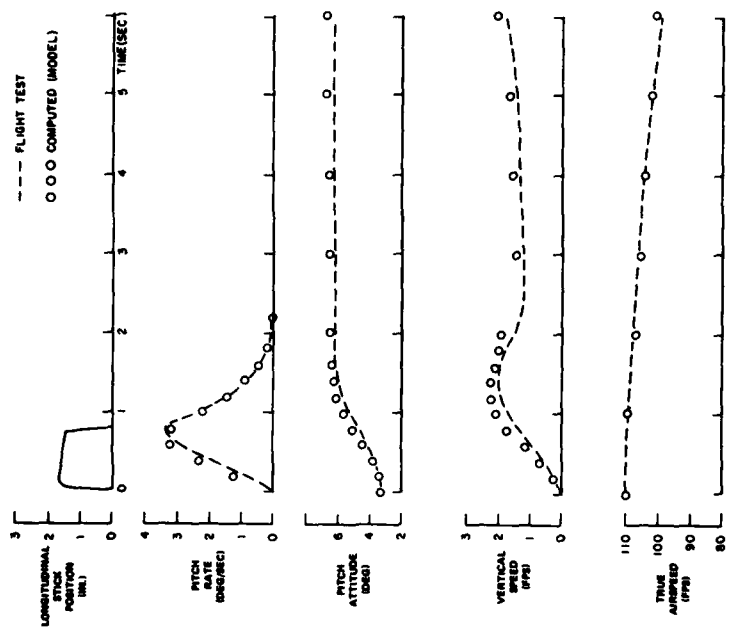 --- FLIGHT TEST
O O O COMPUTED (MODEL)
LONGITUDINAL
STICK
POSITION
(IN.)
3
2
1
0
0
1
2
3
4
5
TIME (SEC)
PITCH
RATE
(DEG/SEC)
4
3
2
1
0
PITCH
ATTITUDE
(DEG)
6
4
2
VERTICAL
SPEED
(FPS)
3
2
1
0
TRUE
AIRSPEED
(FPS)
110
100
90
80